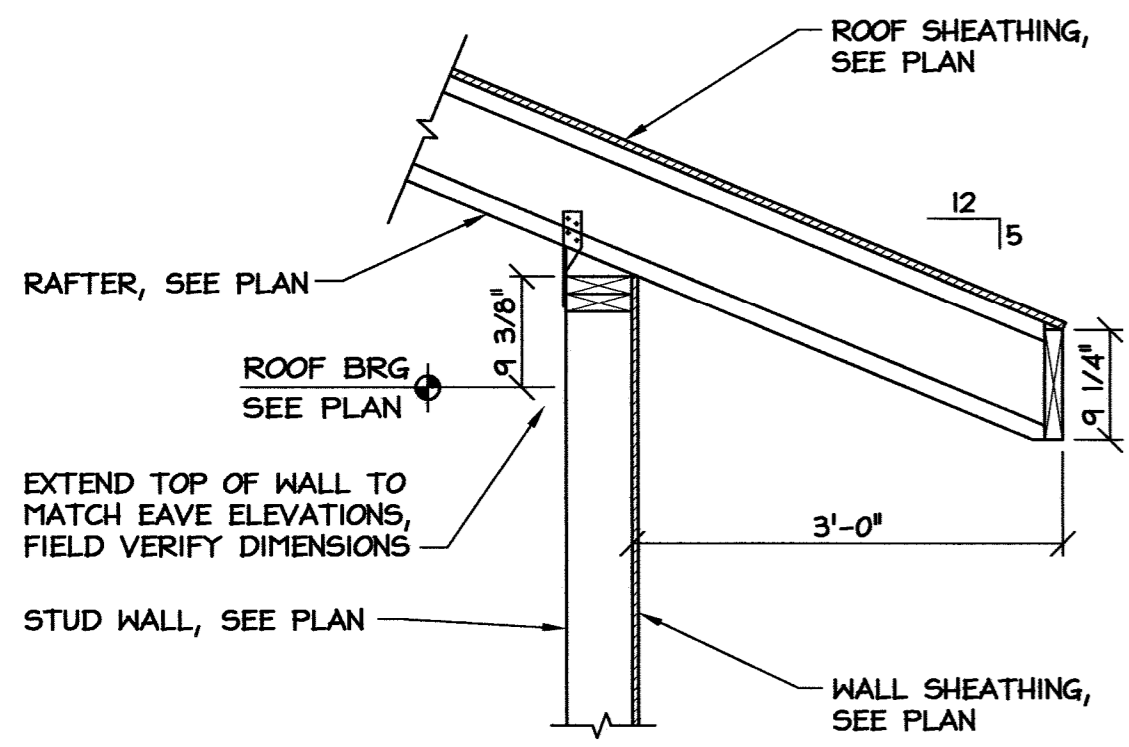 ROOF SHEATHING,
SEE PLAN
12
5
RAFTER, SEE PLAN
9 3/8"
ROOF BRG
SEE PLAN
9 1/4"
EXTEND TOP OF WALL TO
MATCH EAVE ELEVATIONS,
FIELD VERIFY DIMENSIONS
3'-0"
STUD WALL, SEE PLAN
WALL SHEATHING,
SEE PLAN